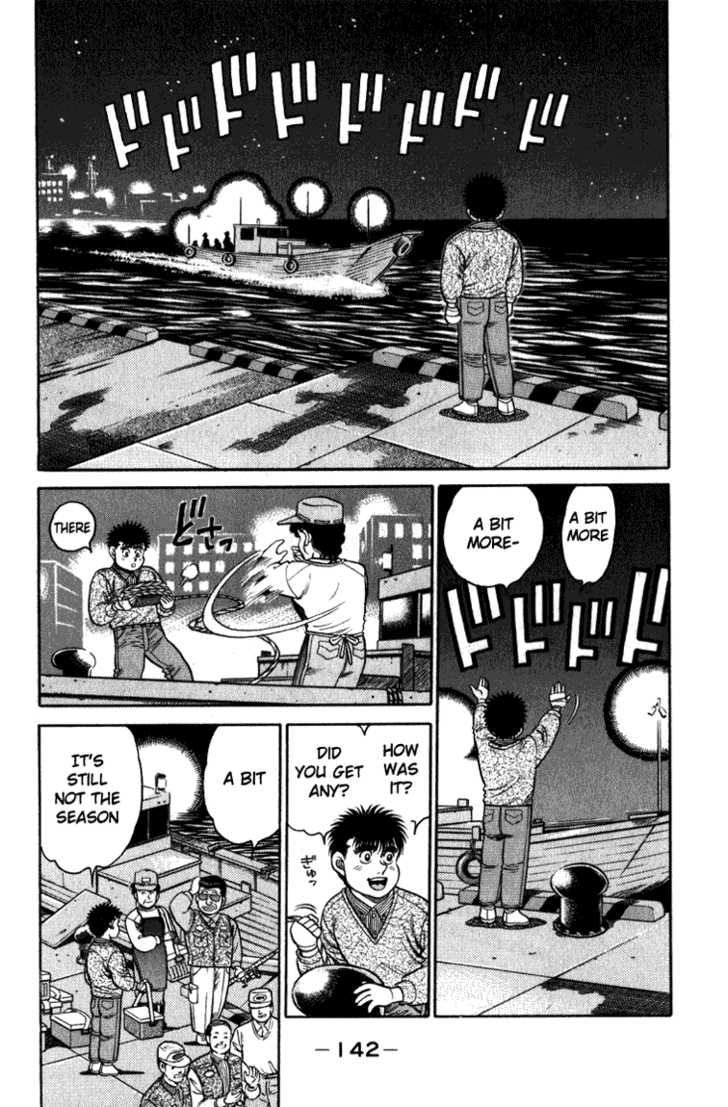 ドドドドドドドド
A BIT
MORE
A BIT
MORE-
ドドドド
ど
さっ
THERE
HOW
WAS
IT?
DID
YOU GET
ANY?
ぎゅっ
A BIT
IT'S
STILL
NOT THE
SEASON
-142-